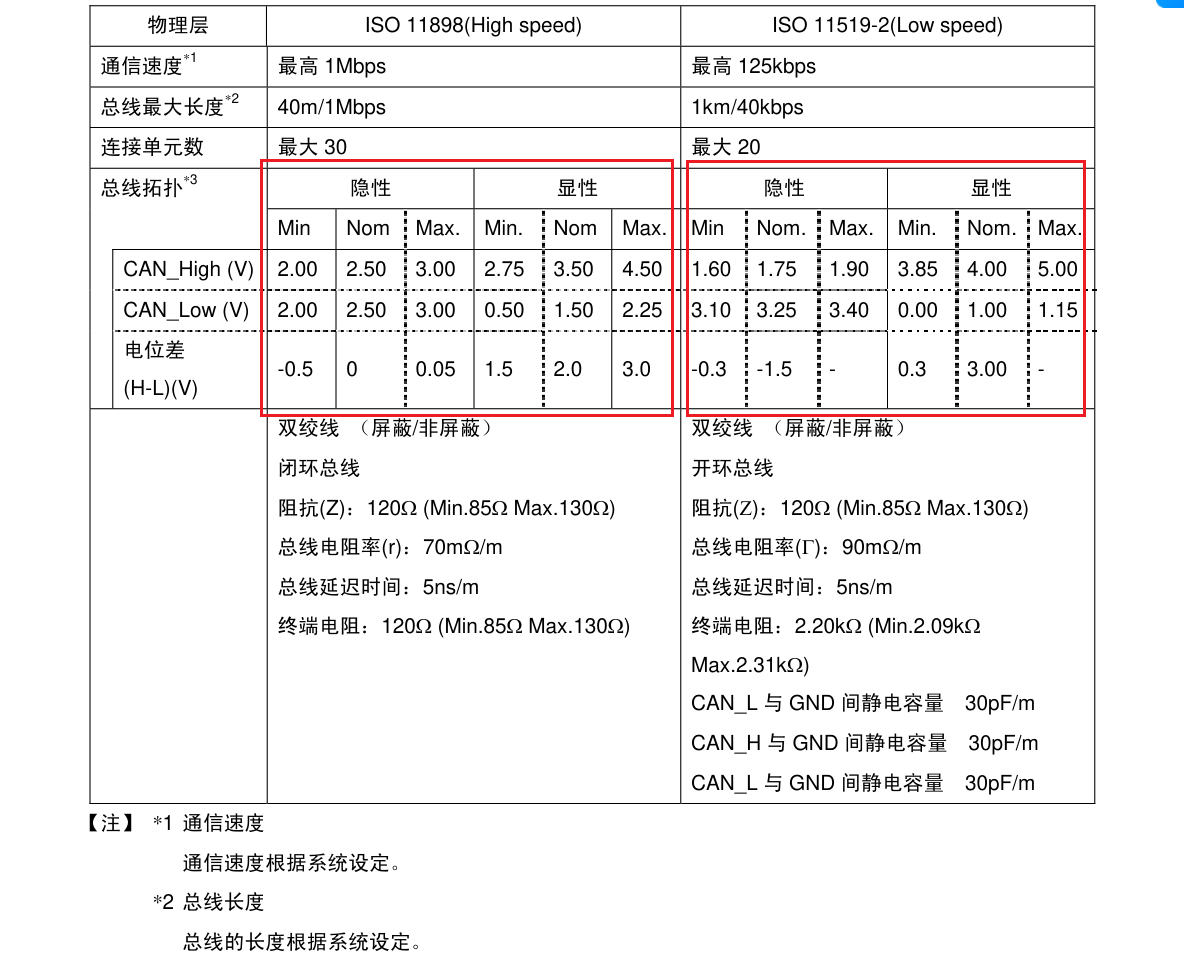 物理层 ISO 11898(High speed) ISO 11519-2(Low speed)
通信速度*1 最高 1Mbps 最高 125kbps
总线最大长度*2 40m/1Mbps 1km/40kbps
连接单元数 最大 30 最大 20
总线拓扑*3 隐性 显性 隐性 显性
Min Nom Max. Min. Nom Max. Min Nom. Max. Min. Nom. Max.
CAN_High (V) 2.00 2.50 3.00 2.75 3.50 4.50 1.60 1.75 1.90 3.85 4.00 5.00
CAN_Low (V) 2.00 2.50 3.00 0.50 1.50 2.25 3.10 3.25 3.40 0.00 1.00 1.15
电位差
(H-L)(V) -0.5 0 0.05 1.5 2.0 3.0 -0.3 -1.5 - 0.3 3.00 -
双绞线 （屏蔽/非屏蔽）
闭环总线
阻抗(Z)：120Ω (Min.85Ω Max.130Ω)
总线电阻率(r)：70mΩ/m
总线延迟时间：5ns/m
终端电阻：120Ω (Min.85Ω Max.130Ω)
双绞线 （屏蔽/非屏蔽）
开环总线
阻抗(Z)：120Ω (Min.85Ω Max.130Ω)
总线电阻率(Γ)：90mΩ/m
总线延迟时间：5ns/m
终端电阻：2.20kΩ (Min.2.09kΩ
Max.2.31kΩ)
CAN_L 与 GND 间静电容量 30pF/m
CAN_H 与 GND 间静电容量 30pF/m
CAN_L 与 GND 间静电容量 30pF/m
【注】 *1 通信速度
通信速度根据系统设定。
*2 总线长度
总线的长度根据系统设定。